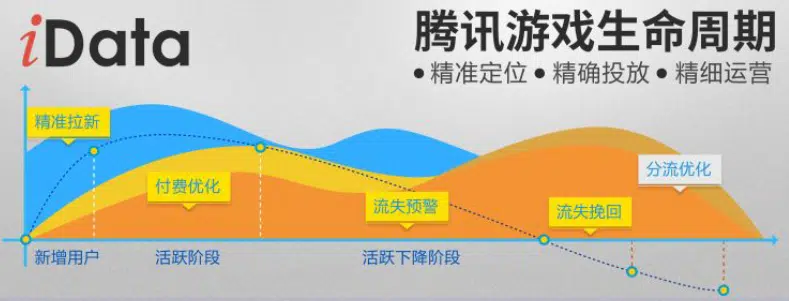 iData
腾讯游戏生命周期
• 精准定位 • 精确投放 • 精细运营
精准拉新
付费优化
流失预警
流失挽回
分流优化
新增用户
活跃阶段
活跃下降阶段